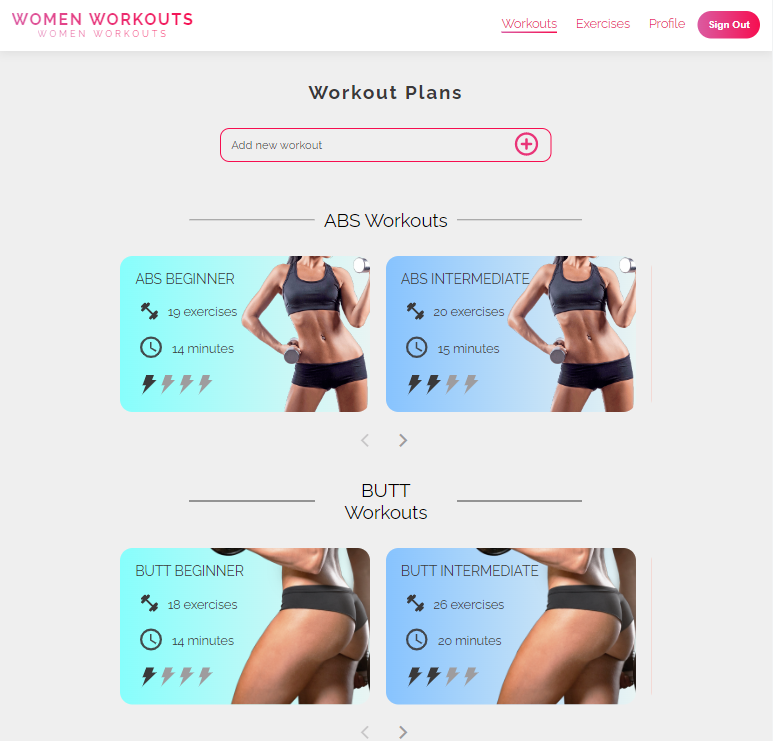 WOMEN WORKOUTS
WOMEN WORKOUTS
Workouts Exercises Profile Sign Out
Workout Plans
Add new workout
ABS Workouts
ABS BEGINNER
19 exercises
14 minutes
ABS INTERMEDIATE
20 exercises
15 minutes
BUTT
Workouts
BUTT BEGINNER
18 exercises
14 minutes
BUTT INTERMEDIATE
26 exercises
20 minutes